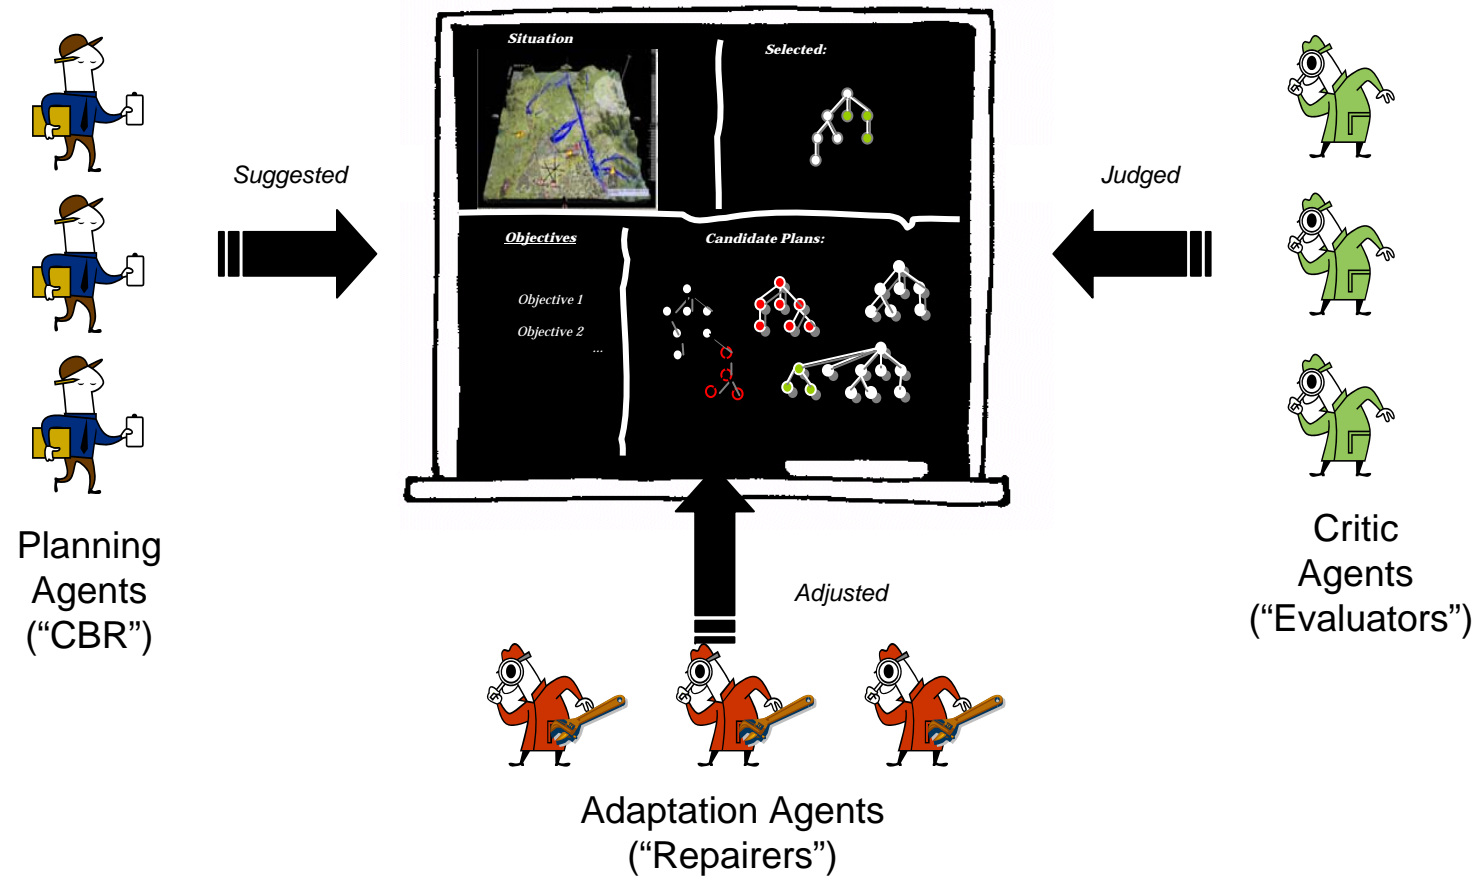 Situation
Selected:
Suggested
Judged
Objectives
Candidate Plans:
Objective 1
Objective 2
...
Planning
Agents
(“CBR”)
Critic
Agents
(“Evaluators”)
Adjusted
Adaptation Agents
(“Repairers”)